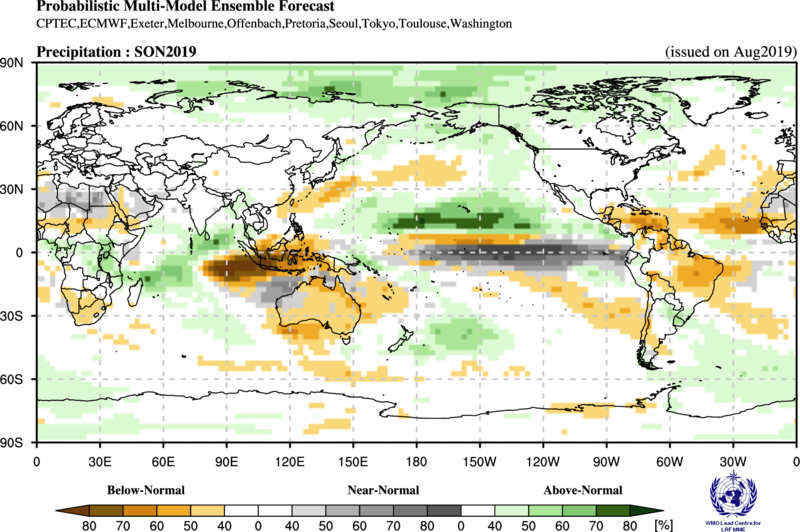 Probabilistic Multi-Model Ensemble Forecast
CPTEC,ECMWF,Exeter,Melbourne,Offenbach,Pretoria,Seoul,Tokyo,Toulouse,Washington
Precipitation : SON2019 (issued on Aug2019)
90N
60N
30N
0
30S
60S
90S
0 30E 60E 90E 120E 150E 180 150W 120W 90W 60W 30W 0
Below-Normal Near-Normal Above-Normal
80 70 60 50 40 0 40 50 60 70 80 0 40 50 60 70 80 [%]
WMO Lead Centre for
LRF MME